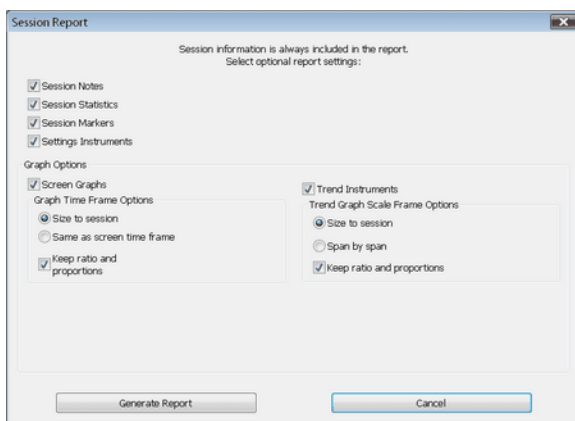 Session Report
Session information is always included in the report.
Select optional report settings:
Session Notes
Session Statistics
Session Markers
Settings Instruments
Graph Options
Screen Graphs
Graph Time Frame Options
Size to session
Same as screen time frame
Keep ratio and
proportions
Trend Instruments
Trend Graph Scale Frame Options
Size to session
Span by span
Keep ratio and proportions
Generate Report
Cancel